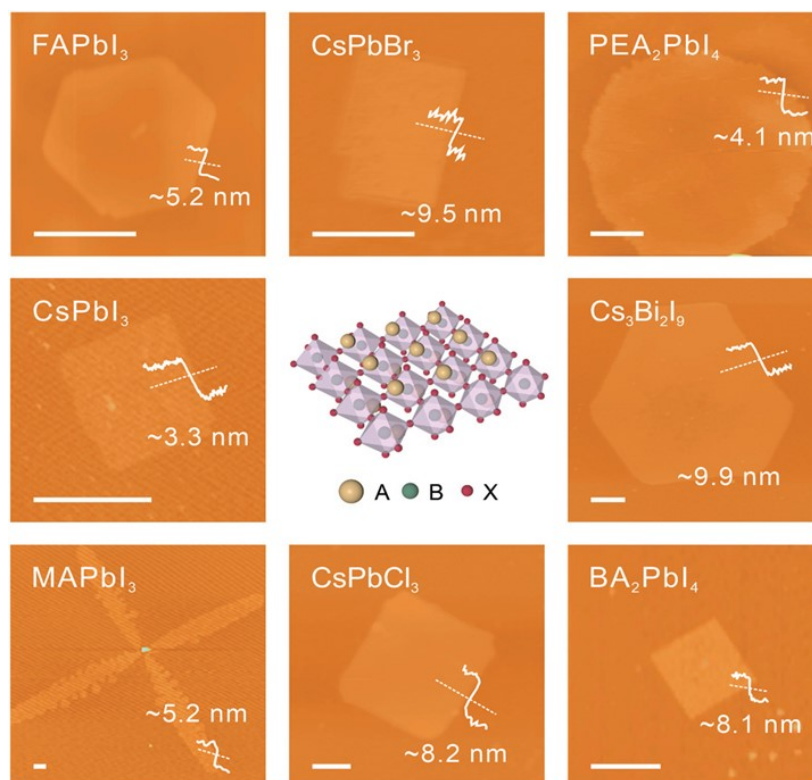 FAPbI₃
~5.2 nm
CsPbBr₃
~9.5 nm
PEA₂PbI₄
~4.1 nm
CsPbI₃
~3.3 nm
A B X
Cs₃Bi₂I₉
~9.9 nm
MAPbI₃
~5.2 nm
CsPbCl₃
~8.2 nm
BA₂PbI₄
~8.1 nm